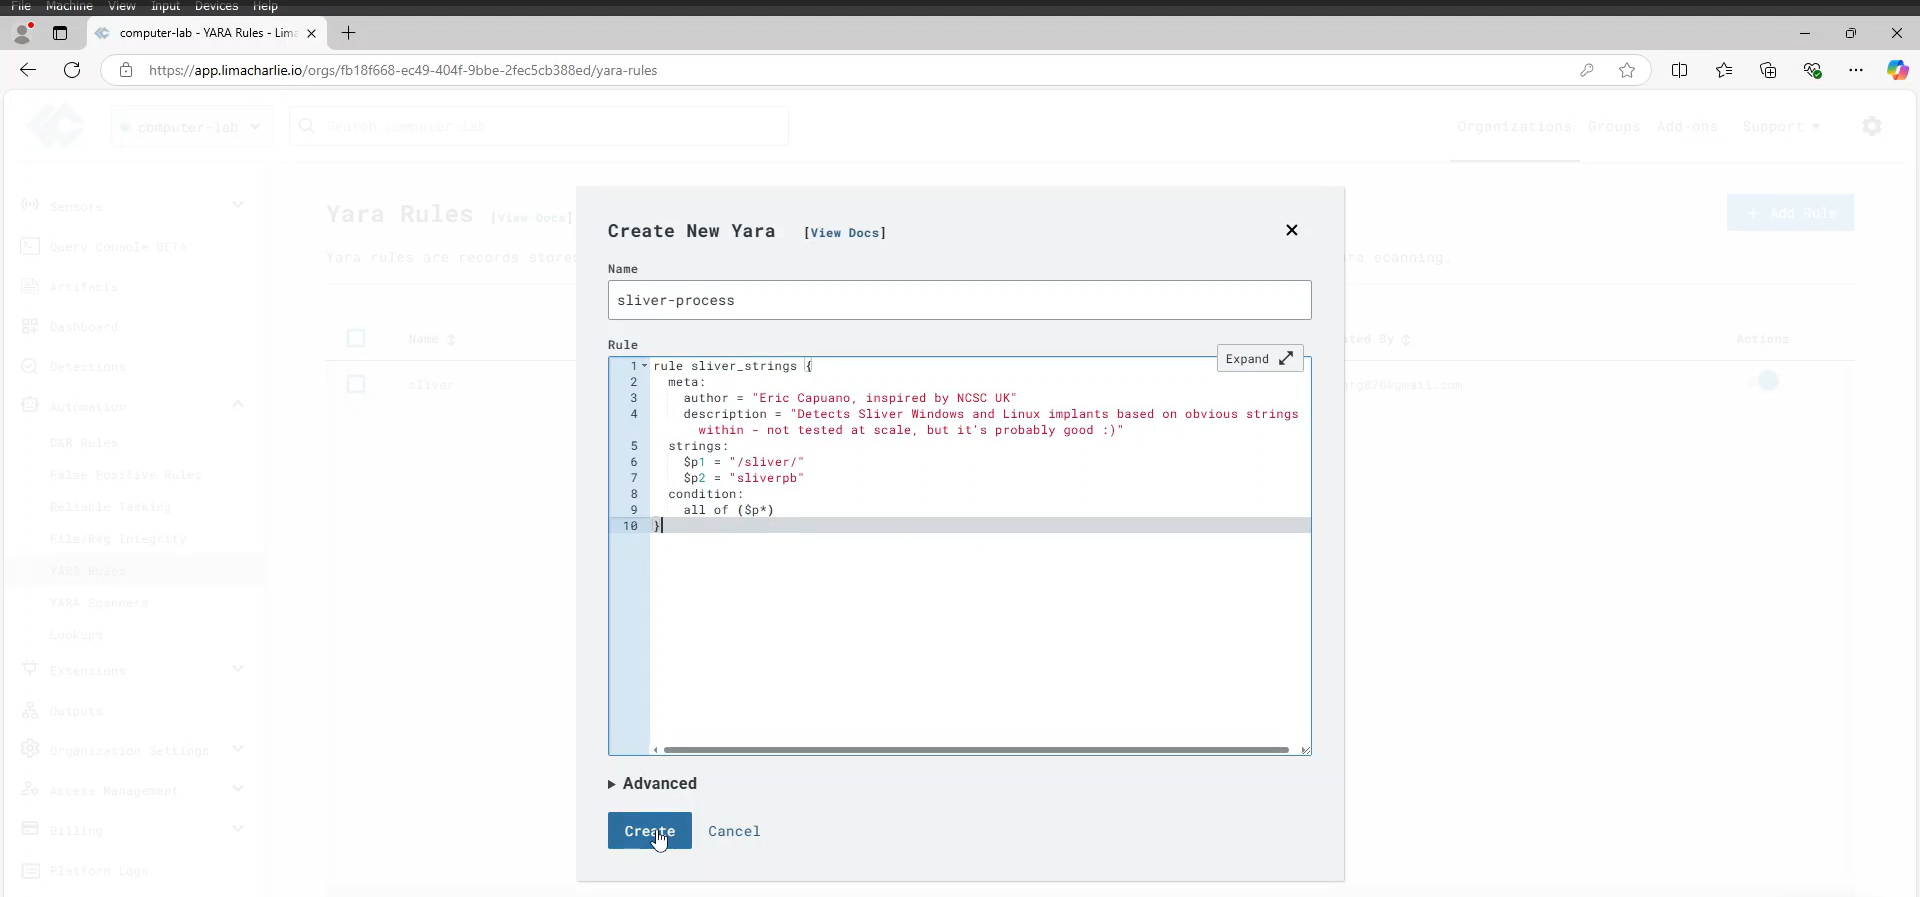 File Machine View Input Devices Help
computer-lab - YARA Rules - Lima
https://app.limacharlie.io/orgs/fb18f668-ec49-404f-9bbe-2fec5cb388ed/yara-rules
computer-lab
Search computer-lab
Organizations Groups Add-ons Support
Sensors
Query Console BETA
Artifacts
Dashboard
Detections
Automation
D&R Rules
False Positive Rules
Reliable Tasking
File/Reg Integrity
YARA Rules
YARA Scanners
Lookups
Extensions
Outputs
Organization Settings
Access Management
Billing
Platform Logs
Yara Rules [View Docs]
+ Add Rule
Yara rules are records store
ra scanning.
Name
ted By
Actions
sliver
Create New Yara [View Docs]
Name
sliver-process
Rule
Expand
1 rule sliver_strings {
2 meta:
3 author = "Eric Capuano, inspired by NCSC UK"
4 description = "Detects Sliver Windows and Linux implants based on obvious strings
within - not tested at scale, but it's probably good :)"
5 strings:
6 $p1 = "/sliver/"
7 $p2 = "sliverpb"
8 condition:
9 all of ($p*)
10 }
Advanced
Create Cancel